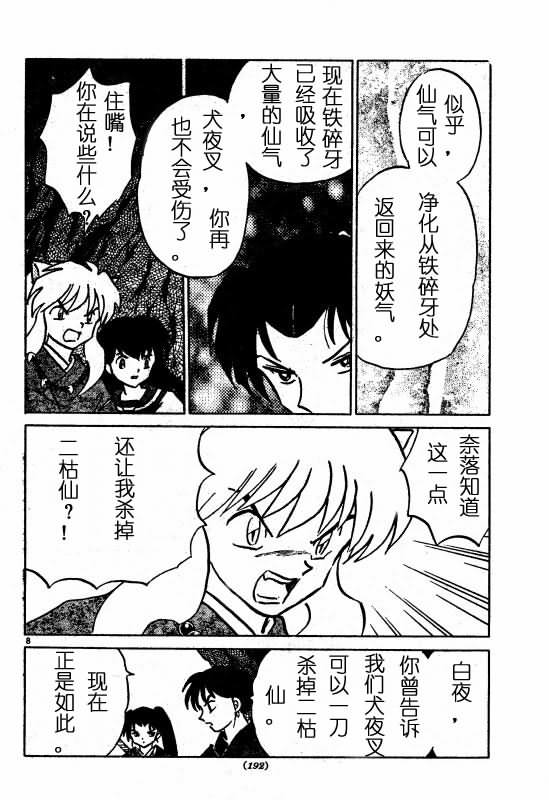 似乎，
仙气可以
净化从铁碎牙处
返回来的妖气。
现在铁碎牙
已经吸收了
大量的仙气，
犬夜叉，你再
也不会受伤了。
住嘴！
你在说些什么？
奈落知道
这一点
还让我杀掉
二枯仙？！
8
白夜，
你曾告诉
我们犬夜叉
可以一刀
杀掉二枯
仙。
现在
正是如此。
(192)